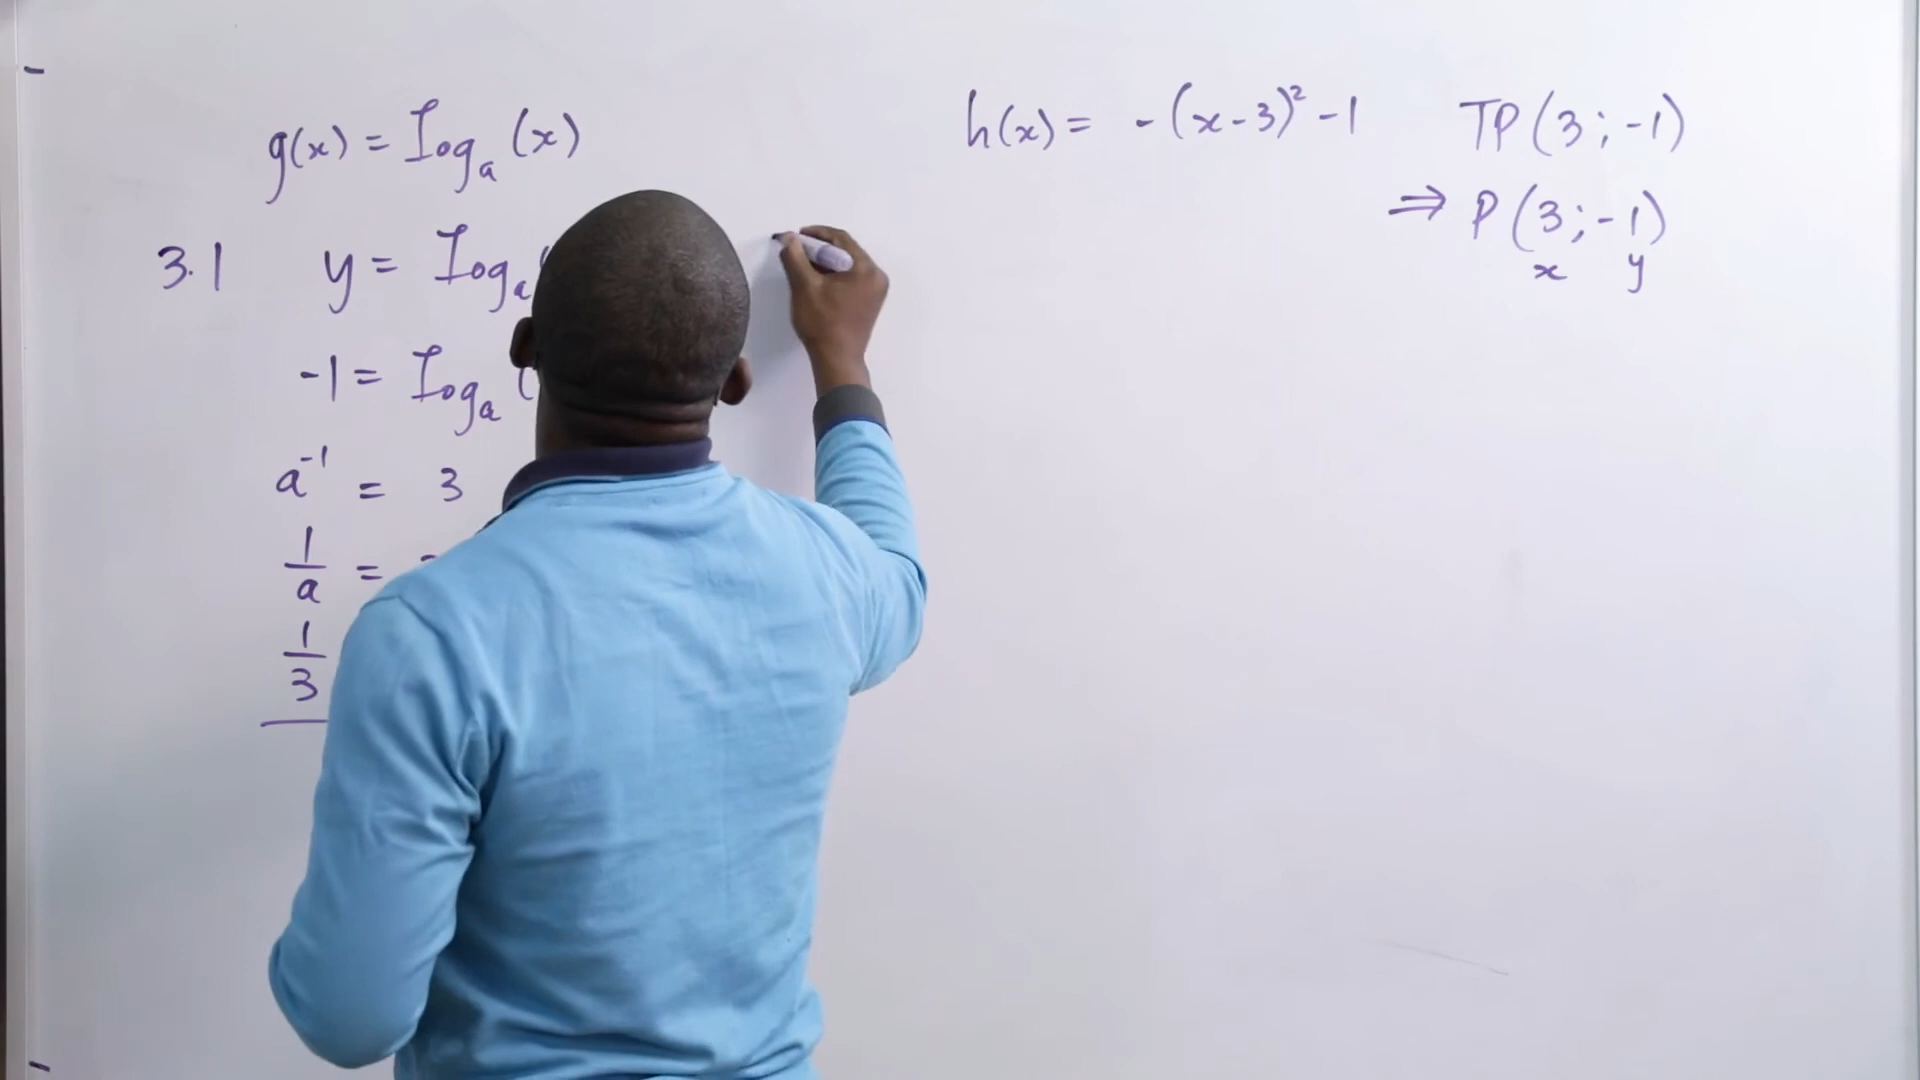 g(x) = log_a (x)
3.1 y = log_a
-1 = log_a (
a^-1 = 3
1/a =
1/3
h(x) = -(x-3)² -1
TP(3;-1)
⇒ P(3;-1)
x y